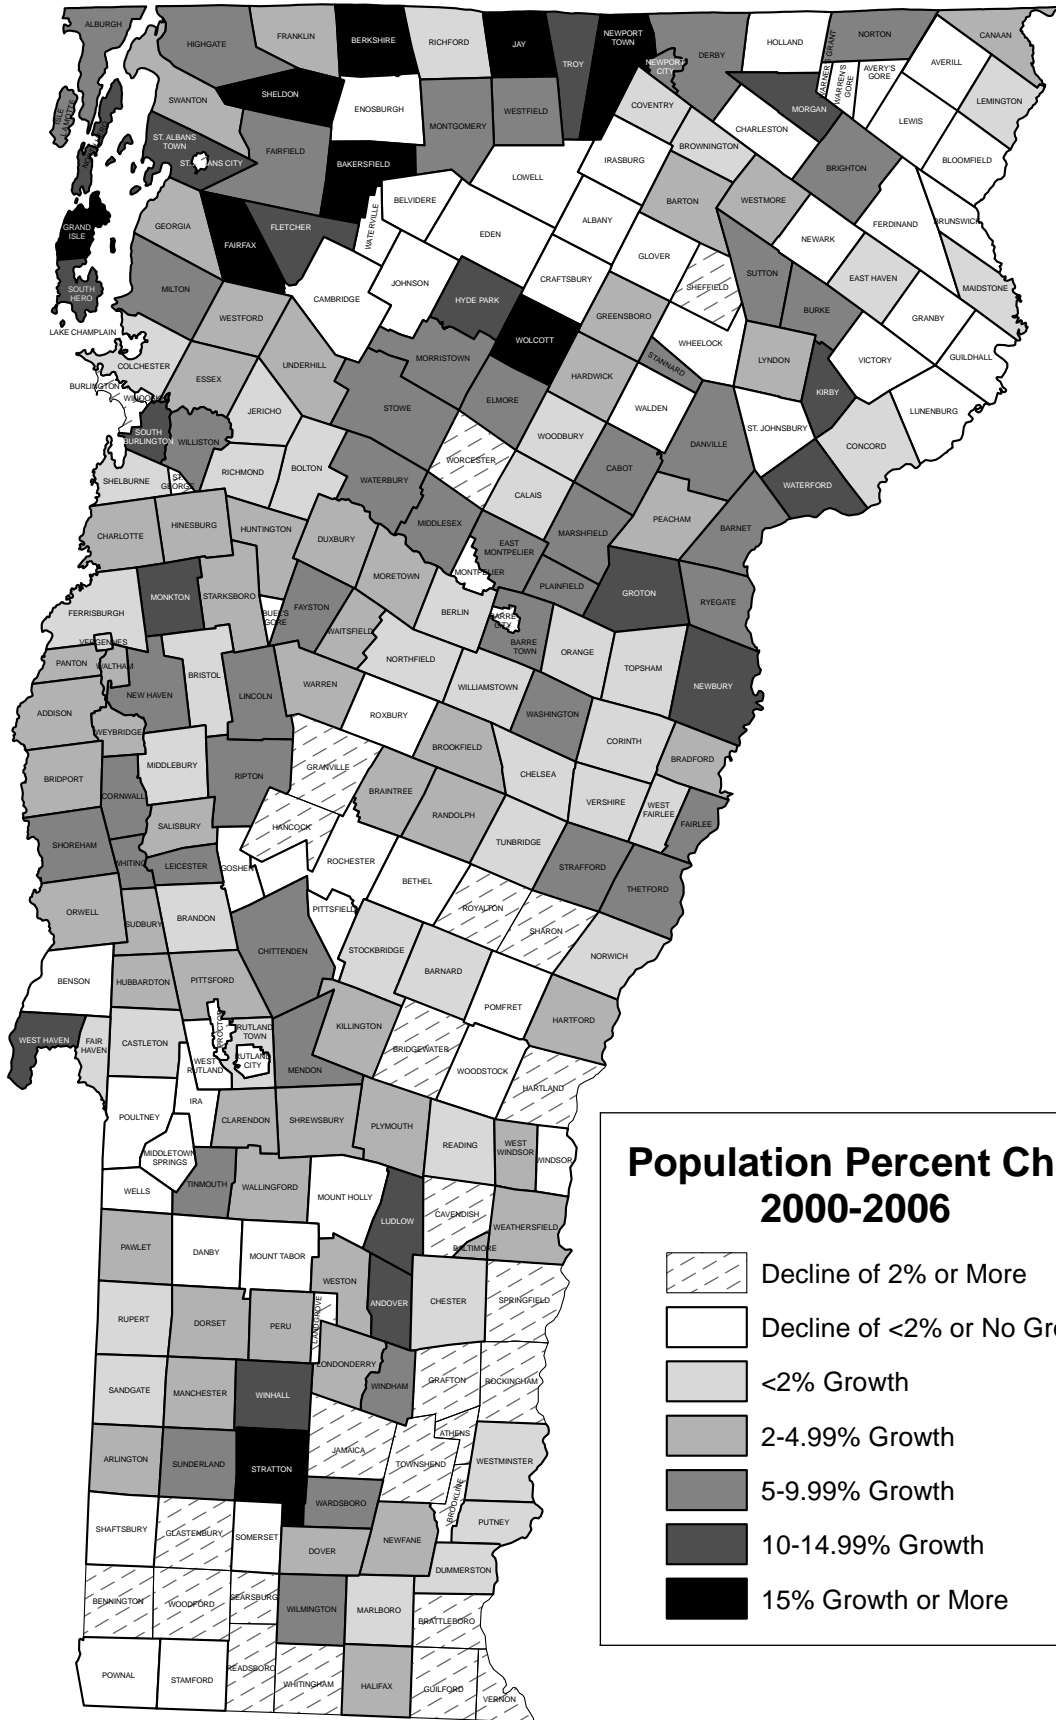 ALBURGH
HIGHGATE
FRANKLIN
BERKSHIRE
RICHFORD
JAY
TROY
NEWPORT
TOWN
NEWPORT
CITY
DERBY
HOLLAND
NORTON
CANAAN
AVERILL
AVERY'S
GORE
WARREN'S
GORE
LEMINGTON
LEWIS
BLOOMFIELD
MORGAN
CHARLESTON
BRIGHTON
FERDINAND
BRUNSWICK
MAIDSTONE
SWANTON
SHELDON
ENOSBURGH
MONTGOMERY
WESTFIELD
COVENTRY
BROWNINGTON
IRASBURG
LOWELL
ST. ALBANS
TOWN
FAIRFIELD
BAKERSFIELD
BELVIDERE
WATERVILLE
EDEN
ALBANY
BARTON
WESTMORE
NEWARK
EAST HAVEN
GRANBY
GUILDHALL
GRAND
ISLE
SOUTH
HERO
LAKE CHAMPLAIN
GEORGIA
FAIRFAX
FLETCHER
CAMBRIDGE
JOHNSON
HYDE PARK
CRAFTSBURY
GLOVER
SHEFFIELD
SUTTON
BURKE
VICTORY
LUNENBURG
MILTON
WESTFORD
UNDERHILL
MORRISTOWN
WOLCOTT
GREENSBORO
WHEELOCK
LYNDON
KIRBY
CONCORD
COLCHESTER
BURLINGTON
ESSEX
JERICHO
STOWE
ELMORE
HARDWICK
STANNARD
WALDEN
DANVILLE
ST. JOHNSBURY
WATERFORD
SOUTH
BURLINGTON
WILLISTON
RICHMOND
BOLTON
WATERBURY
WORCESTER
WOODBURY
CALAIS
CABOT
PEACHAM
BARNET
SHELBURNE
ST.
GEORGE
CHARLOTTE
HINESBURG
HUNTINGTON
DUXBURY
MIDDLESEX
EAST
MONTPELIER
MONTPELIER
MARSHFIELD
PLAINFIELD
GROTON
RYEGATE
FERRISBURGH
MONKTON
STARKSBORO
BUEL'S
GORE
FAYSTON
WAITSFIELD
MORETOWN
BERLIN
BARRE
CITY
BARRE
TOWN
ORANGE
TOPSHAM
NEWBURY
VERGENNES
PANTON
WALTHAM
NEW HAVEN
BRISTOL
LINCOLN
WARREN
NORTHFIELD
WILLIAMSTOWN
WASHINGTON
CORINTH
BRADFORD
ADDISON
WEYBRIDGE
MIDDLEBURY
RIPTON
GRANVILLE
ROXBURY
BROOKFIELD
CHELSEA
VERSHIRE
WEST
FAIRLEE
FAIRLEE
BRIDPORT
CORNWALL
SALISBURY
HANCOCK
BRAINTREE
RANDOLPH
TUNBRIDGE
STRAFFORD
THETFORD
SHOREHAM
WHITING
LEICESTER
GOSHEN
ROCHESTER
BETHEL
ROYALTON
SHARON
NORWICH
ORWELL
SUDBURY
BRANDON
CHITTENDEN
PITTSFIELD
STOCKBRIDGE
BARNARD
POMFRET
HARTFORD
BENSON
HUBBARDTON
PITTSFORD
WEST HAVEN
FAIR
HAVEN
CASTLETON
PROCTOR
RUTLAND
TOWN
WEST
RUTLAND
RUTLAND
CITY
MENDON
KILLINGTON
BRIDGEWATER
WOODSTOCK
HARTLAND
POULTNEY
IRA
CLARENDON
SHREWSBURY
PLYMOUTH
READING
WEST
WINDSOR
WINDSOR
MIDDLETOWN
SPRINGS
WELLS
TINMOUTH
WALLINGFORD
MOUNT HOLLY
LUDLOW
CAVENDISH
BALTIMORE
WEATHERSFIELD
PAWLET
DANBY
MOUNT TABOR
WESTON
ANDOVER
CHESTER
SPRINGFIELD
RUPERT
DORSET
PERU
LANDGROVE
LONDONDERRY
WINDHAM
GRAFTON
ROCKINGHAM
SANDGATE
MANCHESTER
WINHALL
JAMAICA
TOWNSHEND
ATHENS
WESTMINSTER
ARLINGTON
SUNDERLAND
STRATTON
WARDSBORO
BROOKLINE
PUTNEY
SHAFTSBURY
GLASTENBURY
SOMERSET
DOVER
NEWFANE
DUMMERSTON
BENNINGTON
WOODFORD
SEARSBURG
WILMINGTON
MARLBORO
BRATTLEBORO
POWNAL
STAMFORD
READSBORO
WHITINGHAM
HALIFAX
GUILFORD
VERNON
Population Percent Ch
2000-2006
Decline of 2% or More
Decline of <2% or No Gro
<2% Growth
2-4.99% Growth
5-9.99% Growth
10-14.99% Growth
15% Growth or More